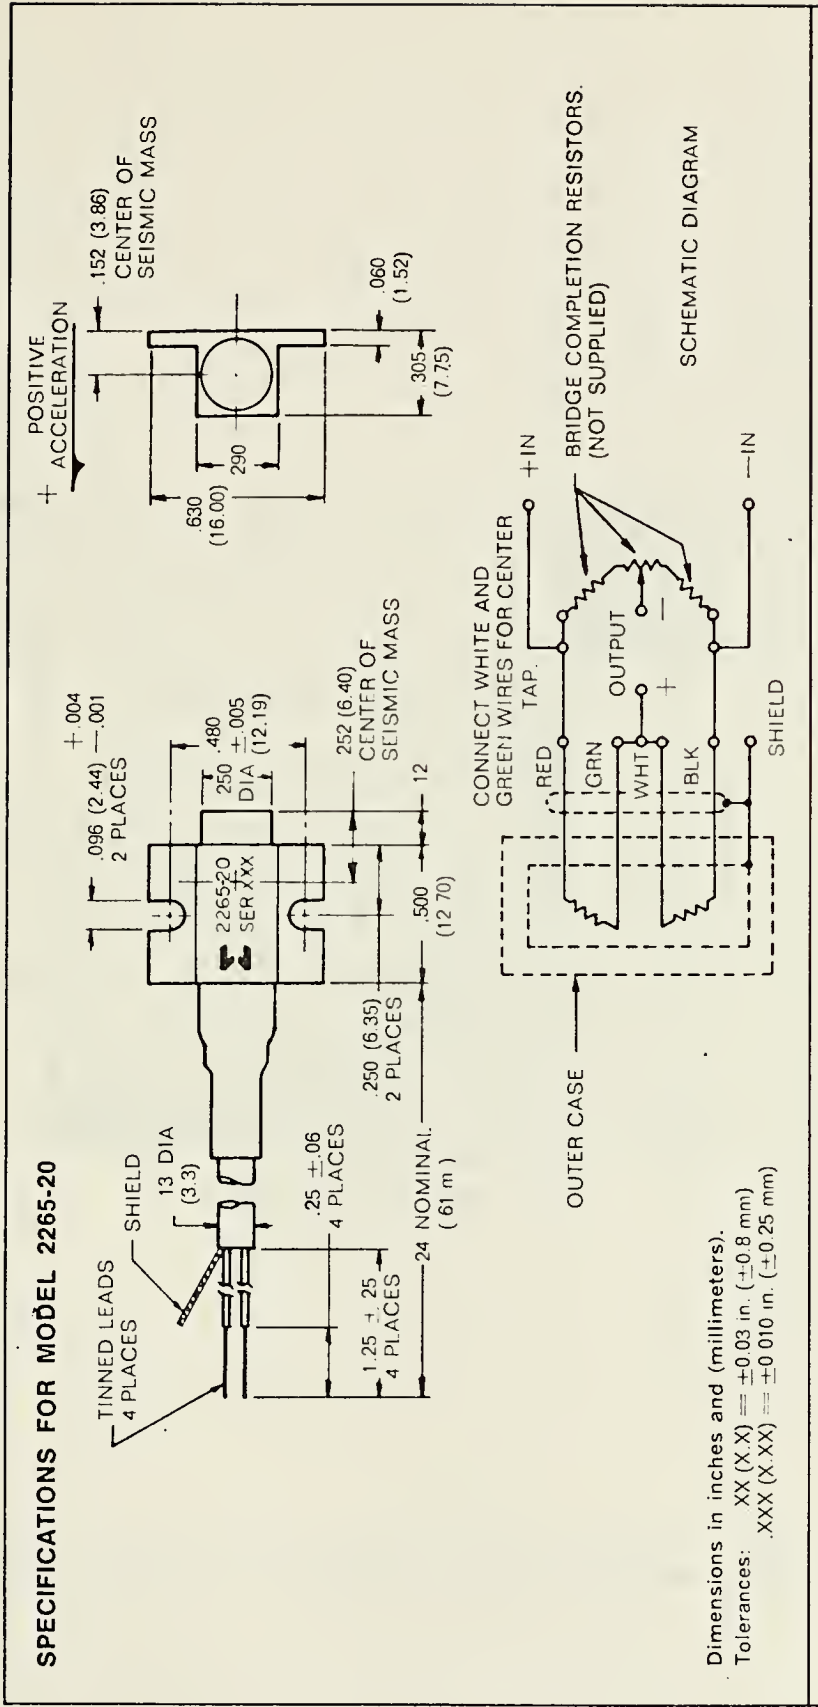 SPECIFICATIONS FOR MODEL 2265-20
TINNED LEADS
4 PLACES
SHIELD
13 DIA
(3.3)
.25 ±.06
4 PLACES
1.25 ± .25
4 PLACES
24 NOMINAL
( 61 m )
.096 (2.44) +.004 —.001
2 PLACES
2265-20
SER XXX
250
DIA
.480
±.005
(12.19)
252 (6.40)
CENTER OF
SEISMIC MASS
12
.500
(12 70)
.250 (6.35)
2 PLACES
POSITIVE
+ ACCELERATION
.152 (3.86)
CENTER OF
SEISMIC MASS
.630
(16.00)
290
.060
(1.52)
.305
(7.75)
CONNECT WHITE AND
GREEN WIRES FOR CENTER
TAP.
+IN
RED
GRN
WHT
BLK
OUTPUT
+
—
BRIDGE COMPLETION RESISTORS.
(NOT SUPPLIED)
—IN
SHIELD
OUTER CASE
SCHEMATIC DIAGRAM
Dimensions in inches and (millimeters).
Tolerances: XX (X.X) = ±0.03 in. (±0.8 mm)
.XXX (X.XX) = ±0 010 in. (±0.25 mm)